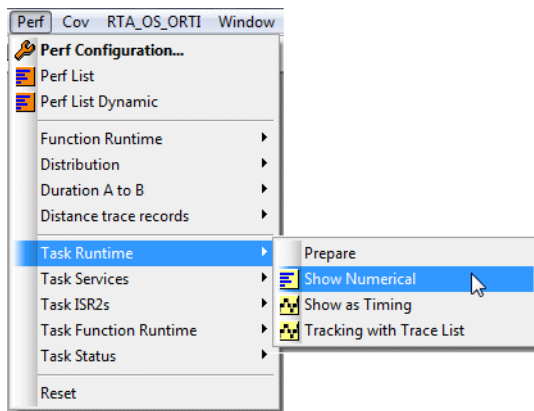 Perf Cov RTA_OS_ORTI Window
Perf Configuration...
Perf List
Perf List Dynamic
Function Runtime
Distribution
Duration A to B
Distance trace records
Task Runtime
Prepare
Task Services
Show Numerical
Task ISR2s
Show as Timing
Task Function Runtime
Tracking with Trace List
Task Status
Reset